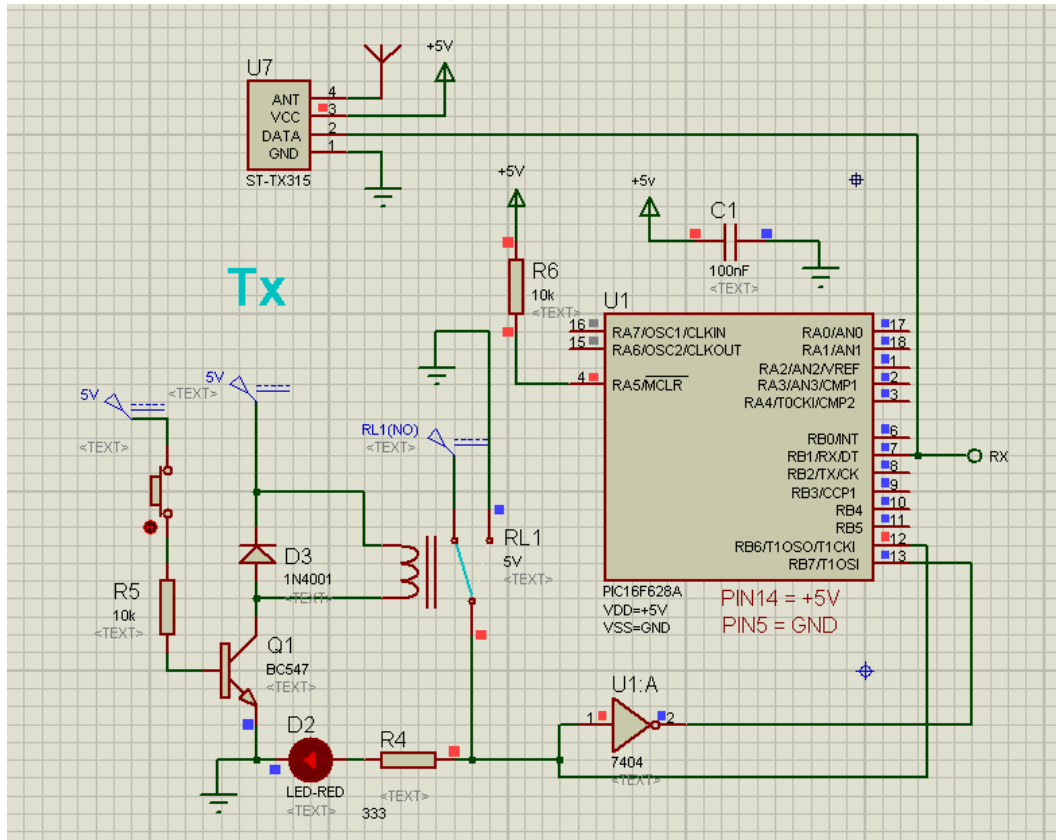 +5V
U7
ANT 4
VCC 3
DATA 2
GND 1
ST-TX315
+5V
+5v
C1
100nF
<TEXT>
Tx
R6
10k
<TEXT>
U1
16 RA7/OSC1/CLKIN RA0/AN0 17
15 RA6/OSC2/CLKOUT RA1/AN1 18
RA2/AN2/VREF 1
4 RA5/MCLR RA3/AN3/CMP1 2
RA4/T0CKI/CMP2 3
RB0/INT 6
RB1/RX/DT 7 RX
RB2/TX/CK 8
RB3/CCP1 9
RB4 10
RB5 11
RB6/T1OSO/T1CKI 12
RB7/T1OSI 13
PIC16F628A
VDD=+5V
VSS=GND
PIN14 = +5V
PIN5 = GND
5V
<TEXT>
5V
<TEXT>
RL1(NO)
<TEXT>
RL1
5V
<TEXT>
D3
1N4001
<TEXT>
R5
10k
<TEXT>
Q1
BC547
<TEXT>
U1:A
1 2
7404
<TEXT>
D2
LED-RED
<TEXT>
R4
<TEXT>
333